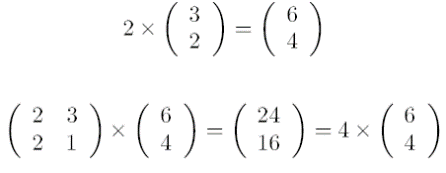 2 × ( 3 2 ) = ( 6 4 )
( 2 3 2 1 ) × ( 6 4 ) = ( 24 16 ) = 4 × ( 6 4 )